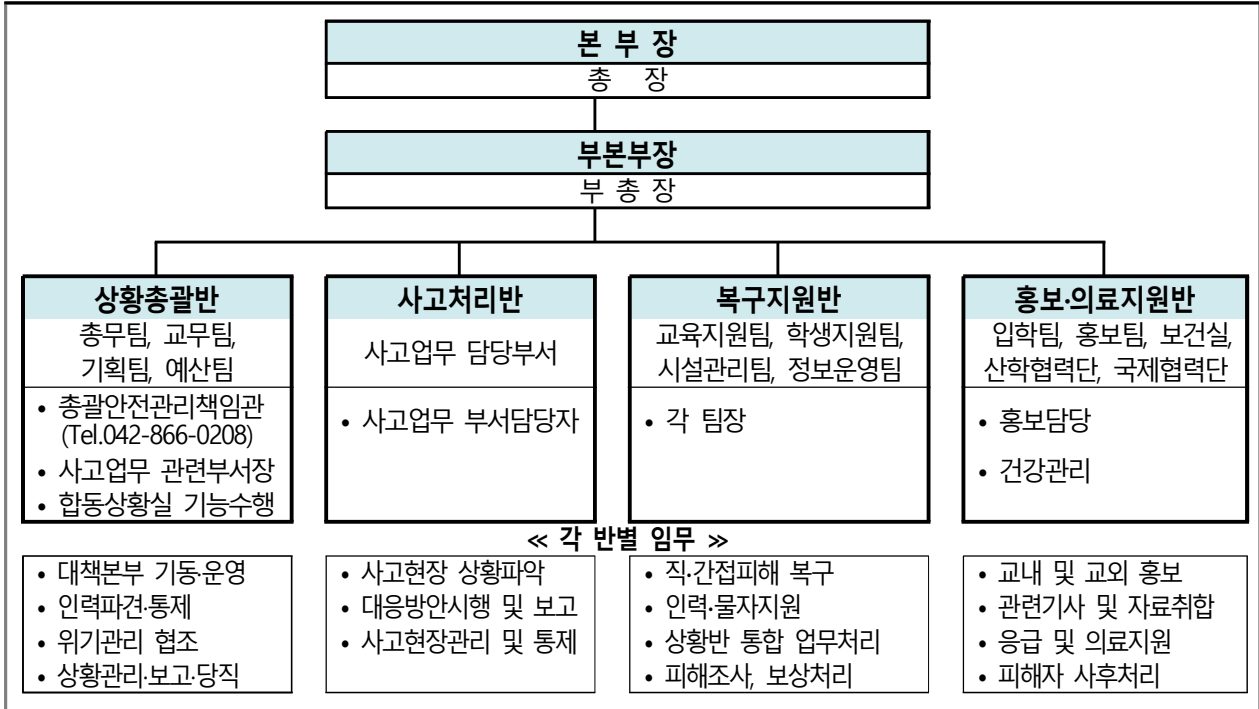 본 부 장
총 장
부본부장
부 총 장
상황총괄반
총무팀, 교무팀,
기획팀, 예산팀
• 총괄안전관리책임관
(Tel.042-866-0208)
• 사고업무 관련부서장
• 합동상황실 기능수행
사고처리반
사고업무 담당부서
• 사고업무 부서담당자
복구지원반
교육지원팀, 학생지원팀,
시설관리팀, 정보운영팀
• 각 팀장
홍보·의료지원반
입학팀, 홍보팀, 보건실,
산학협력단, 국제협력단
• 홍보담당
• 건강관리
≪ 각 반별 임무 ≫
• 대책본부 기동·운영
• 인력파견·통제
• 위기관리 협조
• 상황관리·보고·당직
• 사고현장 상황파악
• 대응방안시행 및 보고
• 사고현장관리 및 통제
• 직·간접피해 복구
• 인력·물자지원
• 상황반 통합 업무처리
• 피해조사, 보상처리
• 교내 및 교외 홍보
• 관련기사 및 자료취합
• 응급 및 의료지원
• 피해자 사후처리